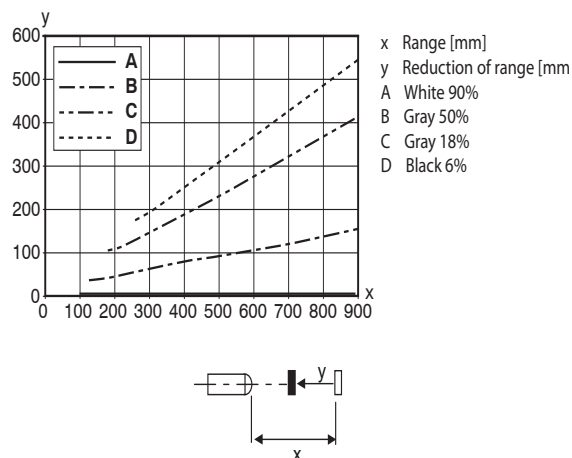 y
600
500
400
300
200
100
0
A
B
C
D
0 100 200 300 400 500 600 700 800 900
x
x Range [mm]
y Reduction of range [mm
A White 90%
B Gray 50%
C Gray 18%
D Black 6%
y
x